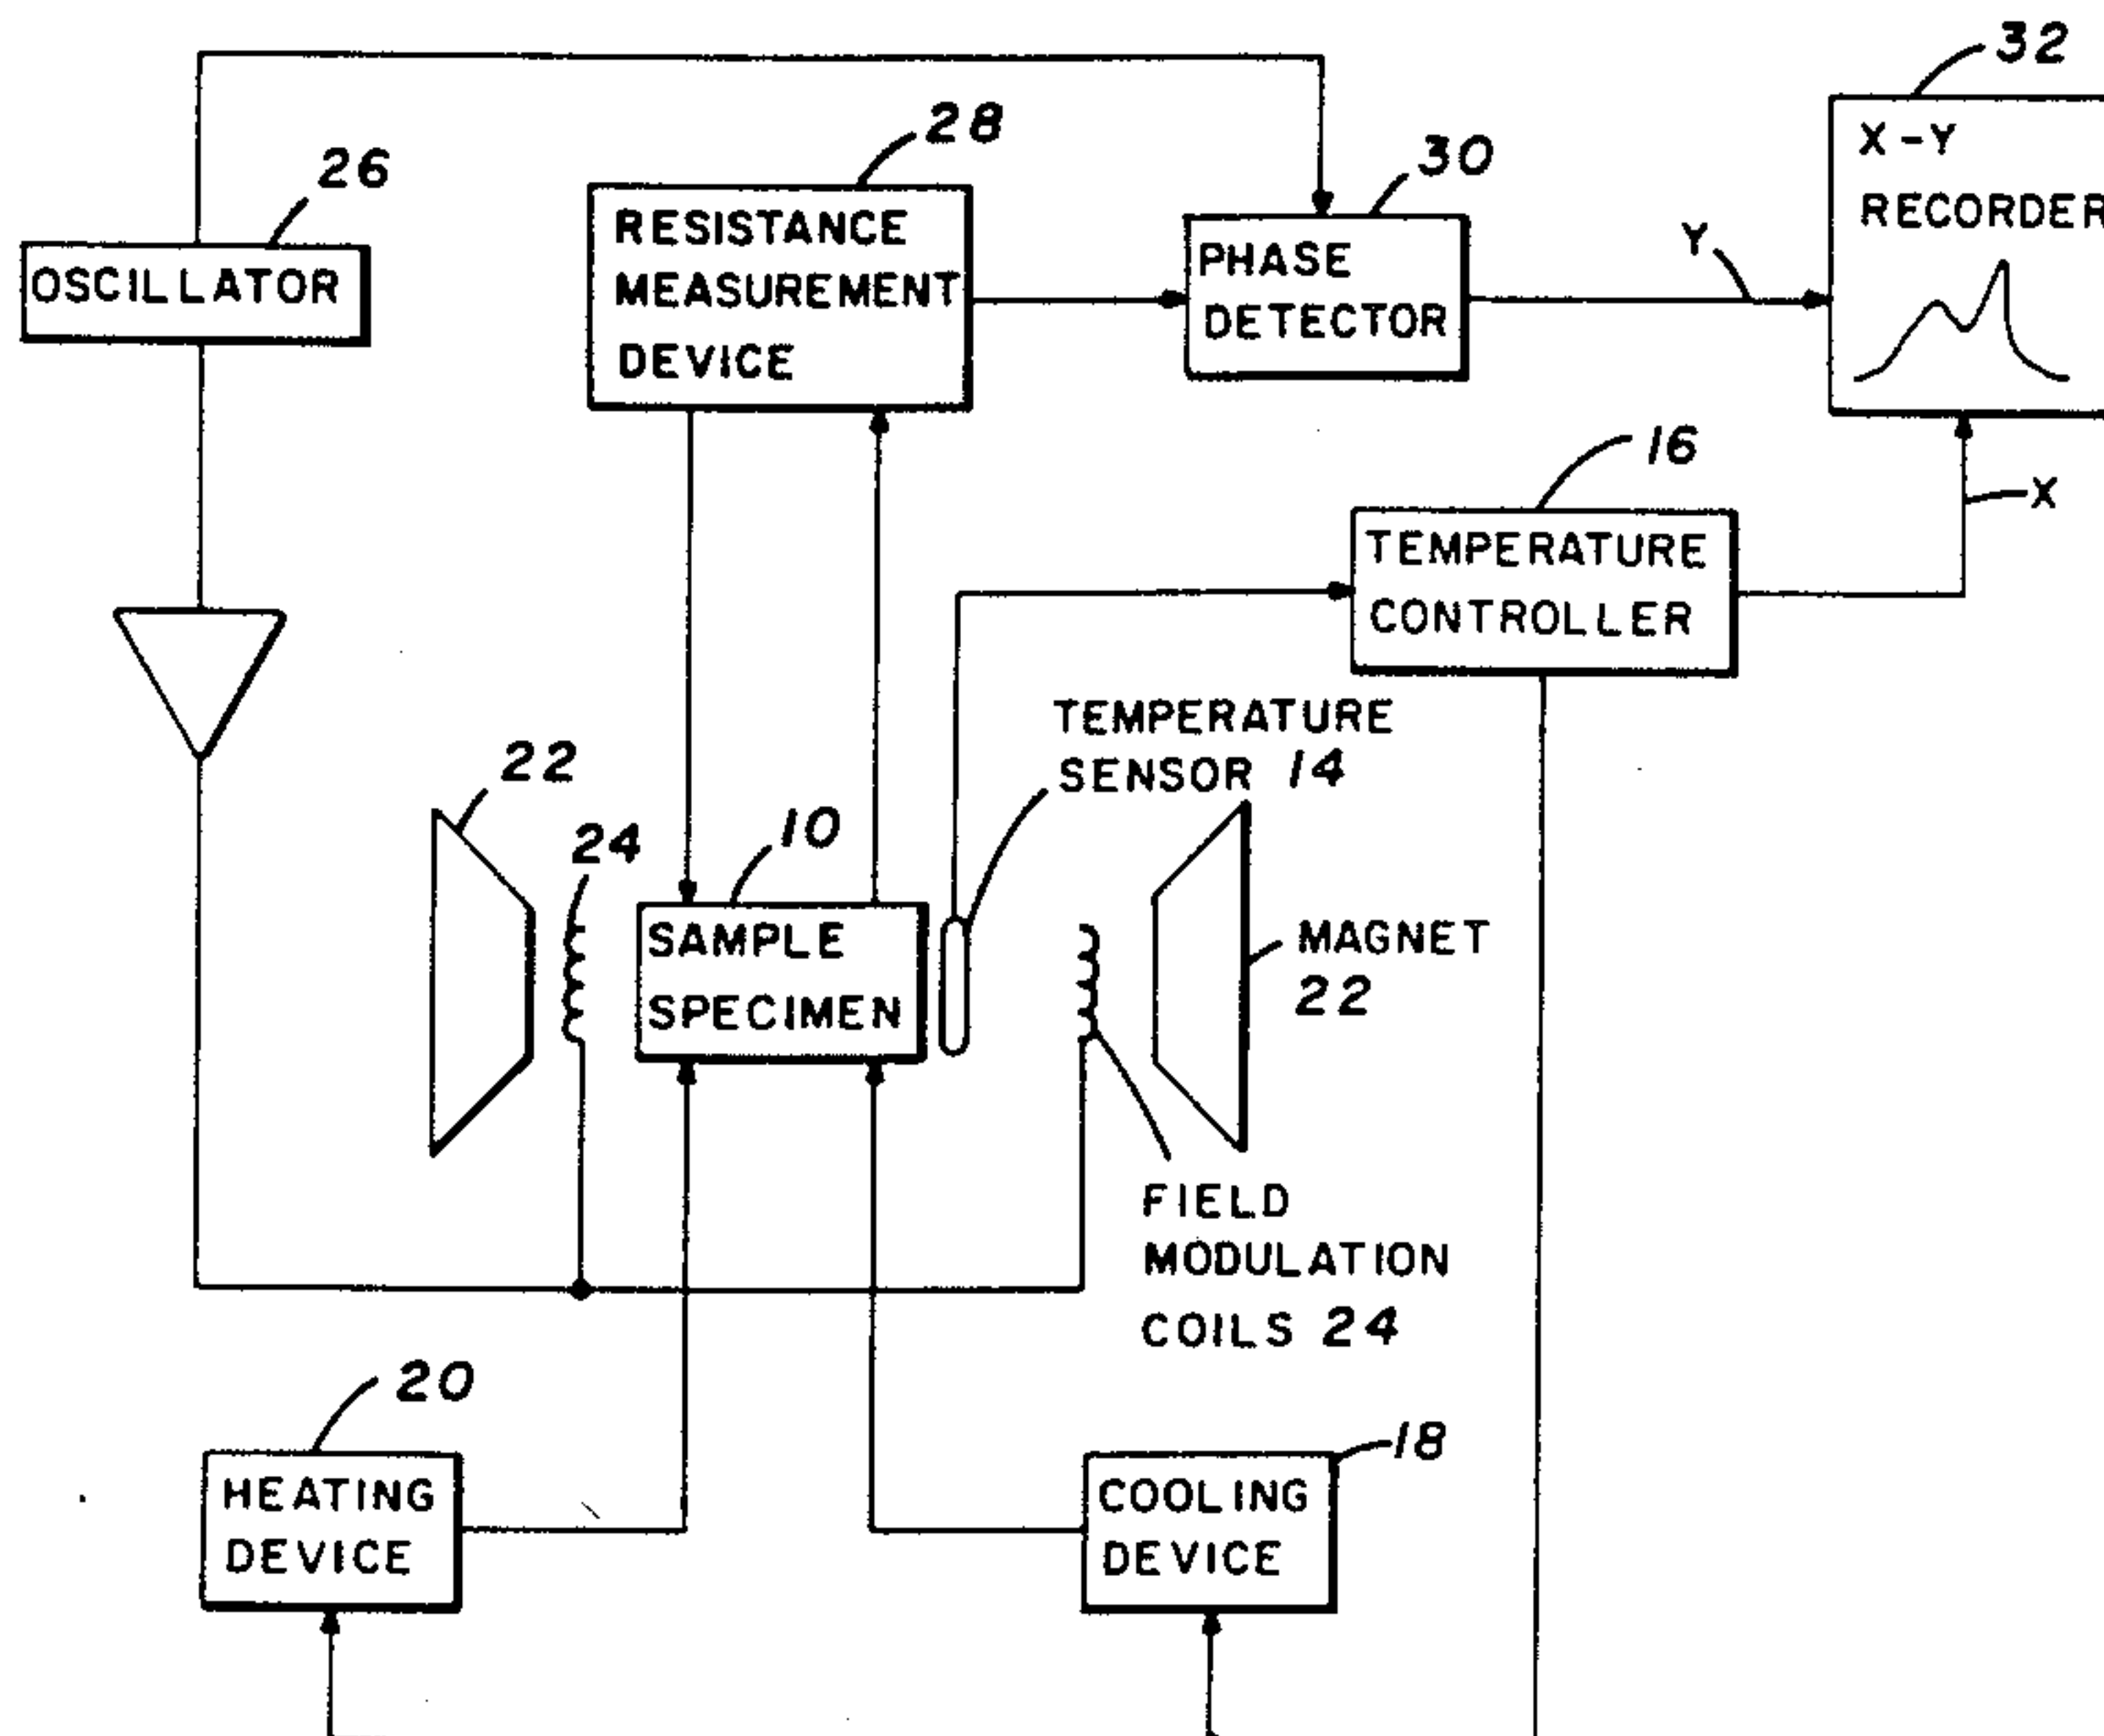 32
X-Y
RECORDER
28
30
26
RESISTANCE
MEASUREMENT
DEVICE
PHASE
DETECTOR
Y
OSCILLATOR
16
X
TEMPERATURE
CONTROLLER
TEMPERATURE
SENSOR 14
22
24
10
SAMPLE
SPECIMEN
MAGNET
22
FIELD
MODULATION
COILS 24
20
18
HEATING
DEVICE
COOLING
DEVICE